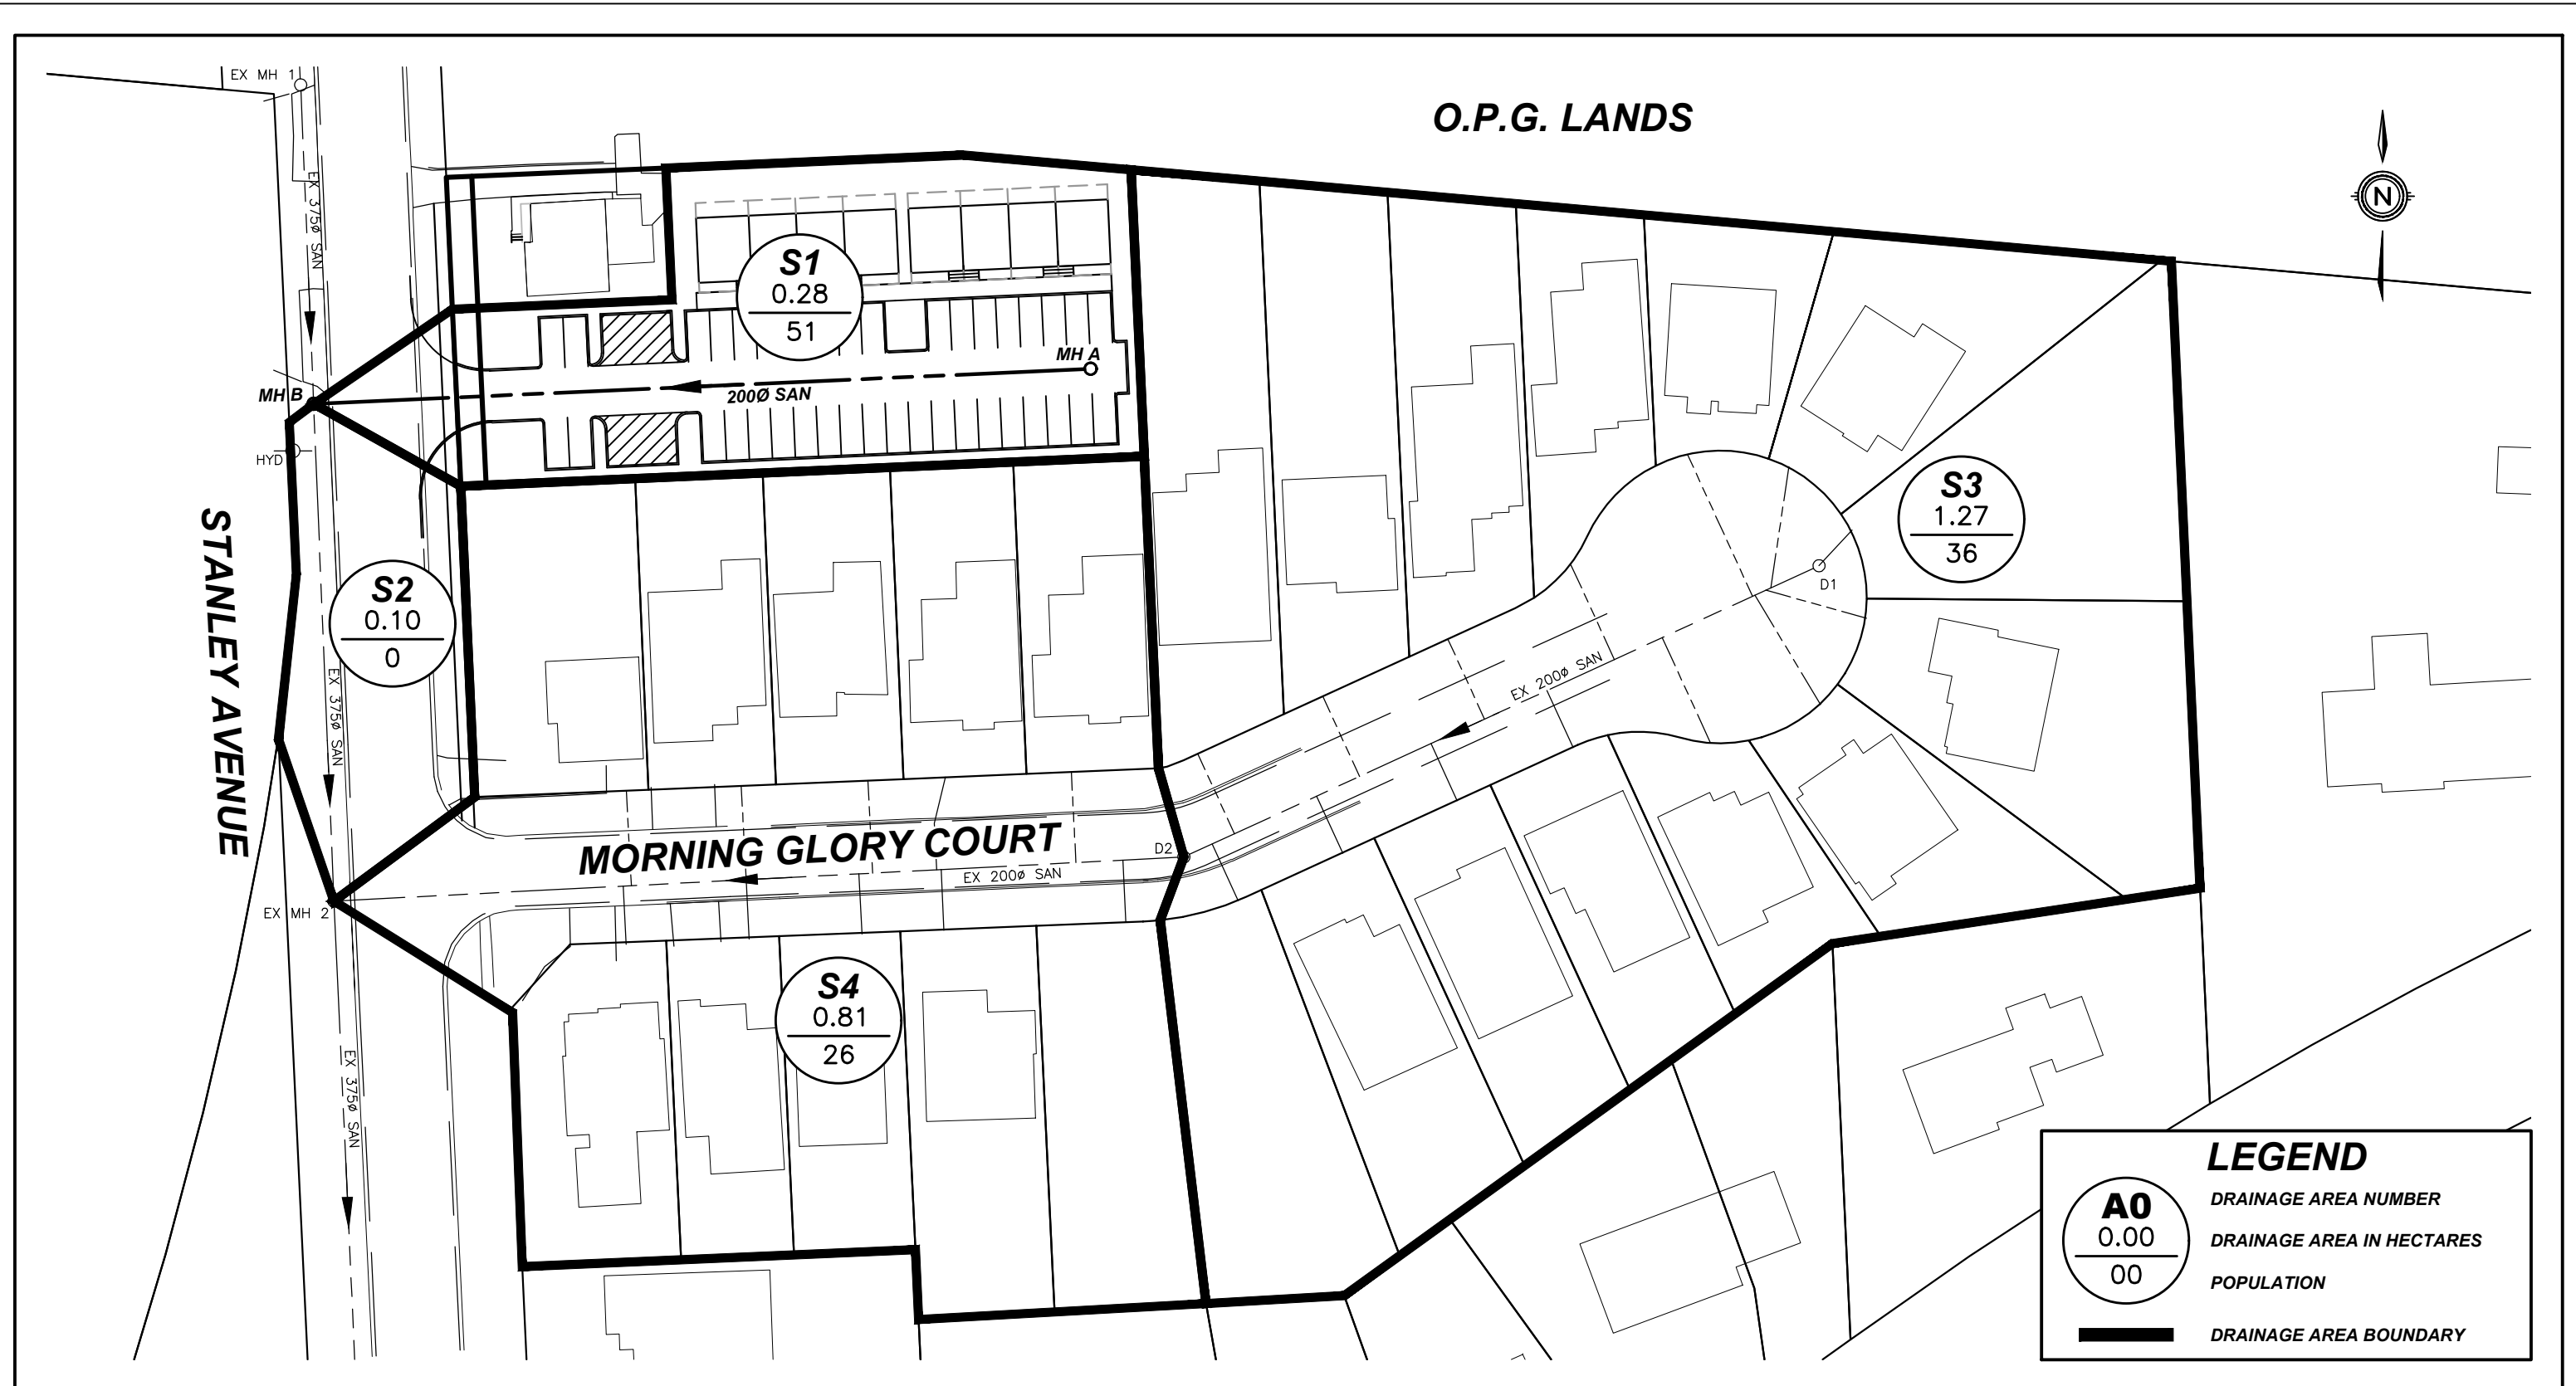 EX MH 1
O.P.G. LANDS
N
EX 375ø SAN
S1
0.28
51
MH A
MH B
200Ø SAN
HYD
STANLEY AVENUE
S2
0.10
0
EX 375ø SAN
S3
1.27
36
D1
EX 200ø SAN
MORNING GLORY COURT
D2
EX 200ø SAN
EX MH 2
S4
0.81
26
EX 375ø SAN
LEGEND
A0
0.00
00
DRAINAGE AREA NUMBER
DRAINAGE AREA IN HECTARES
POPULATION
DRAINAGE AREA BOUNDARY